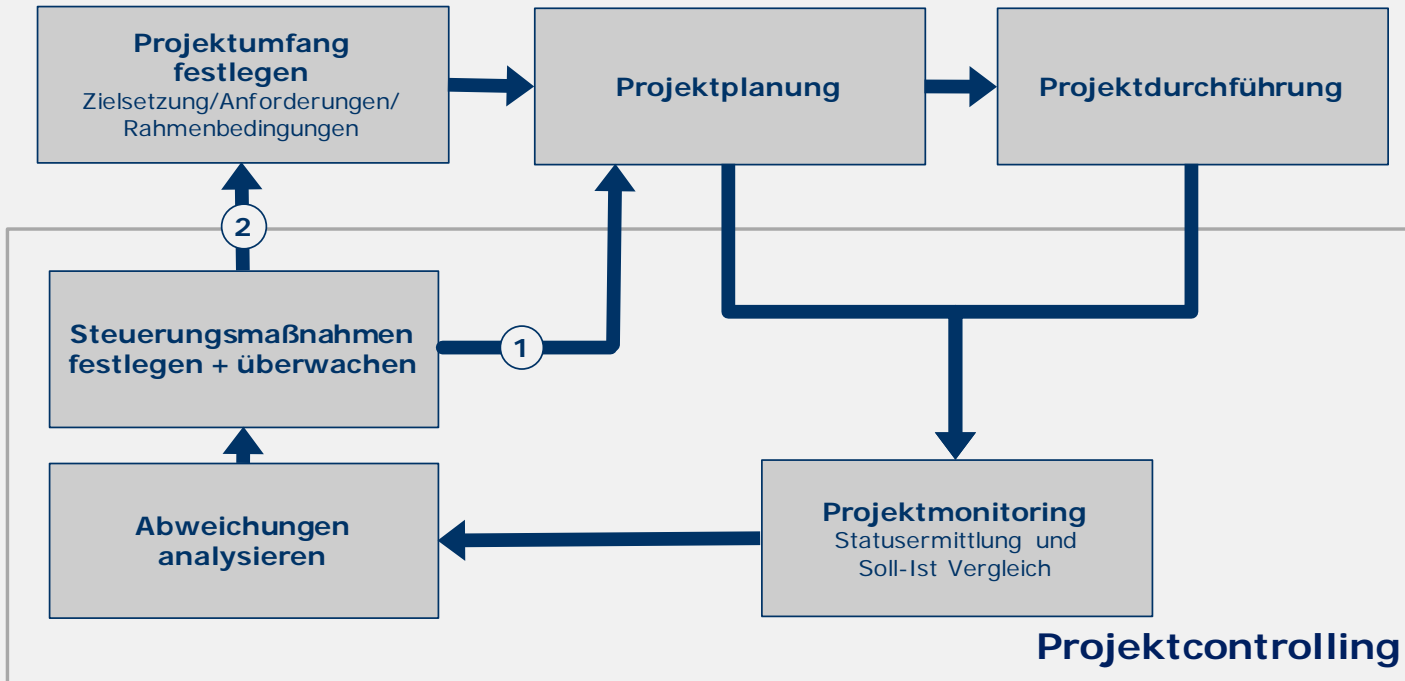 Projektumfang
festlegen
Zielsetzung/Anforderungen/
Rahmenbedingungen
Projektplanung
Projektdurchführung
2
Steuerungsmaßnahmen
festlegen + überwachen
1
Abweichungen
analysieren
Projektmonitoring
Statusermittlung und
Soll-Ist Vergleich
Projektcontrolling